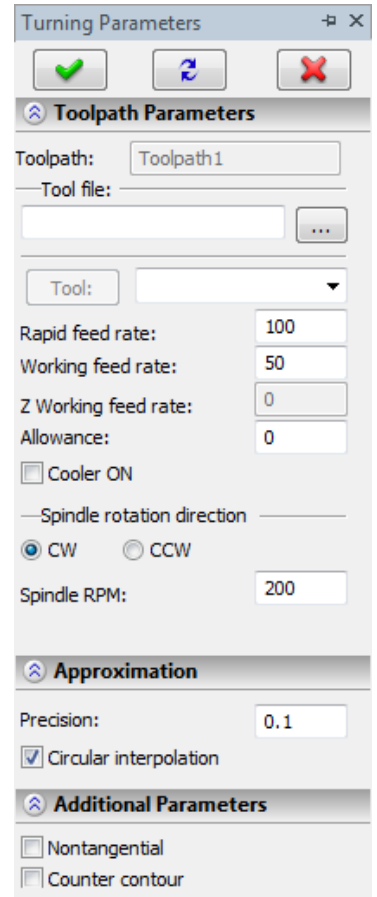 Turning Parameters
Toolpath Parameters
Toolpath: Toolpath1
Tool file:
...
Tool:
Rapid feed rate: 100
Working feed rate: 50
Z Working feed rate: 0
Allowance: 0
Cooler ON
Spindle rotation direction
CW CCW
Spindle RPM: 200
Approximation
Precision: 0.1
Circular interpolation
Additional Parameters
Nontangential
Counter contour